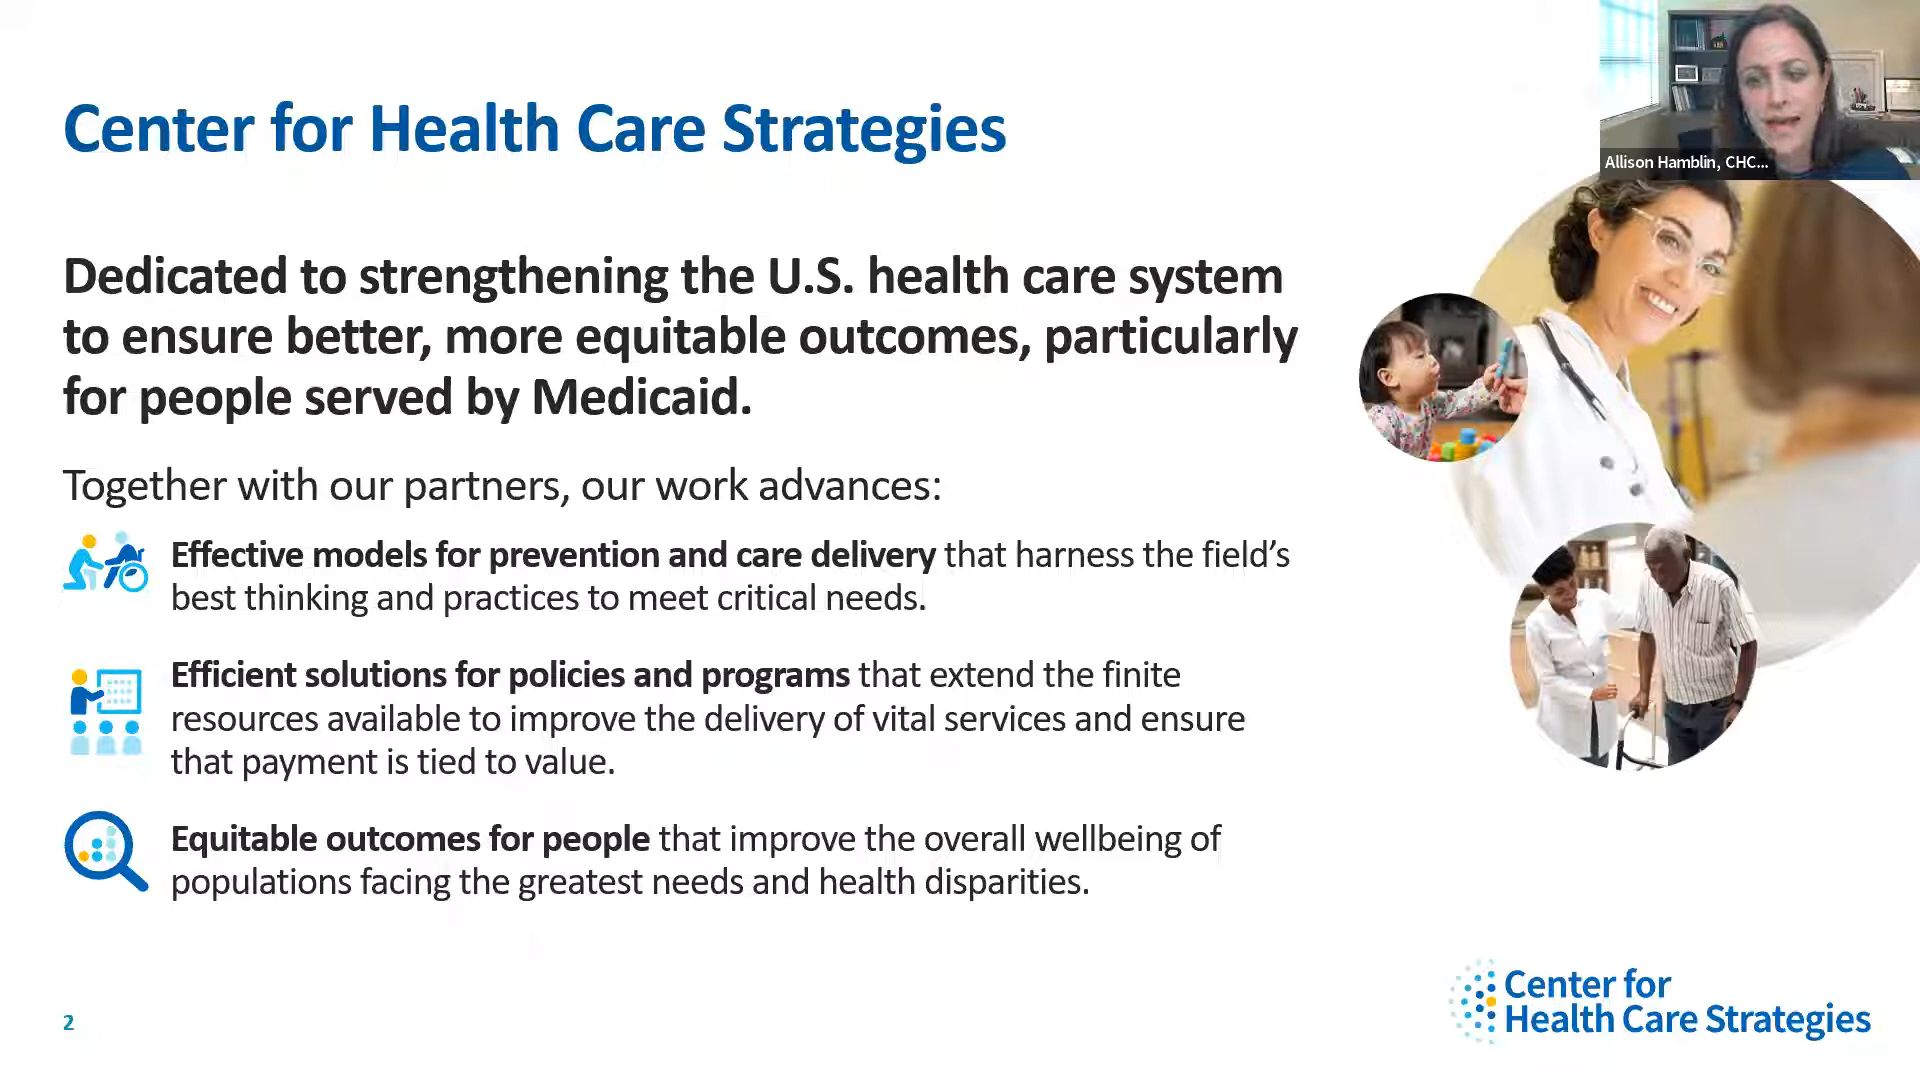 Center for Health Care Strategies
Allison Hamblin, CHC...
Dedicated to strengthening the U.S. health care system
to ensure better, more equitable outcomes, particularly
for people served by Medicaid.
Together with our partners, our work advances:
Effective models for prevention and care delivery that harness the field’s
best thinking and practices to meet critical needs.
Efficient solutions for policies and programs that extend the finite
resources available to improve the delivery of vital services and ensure
that payment is tied to value.
Equitable outcomes for people that improve the overall wellbeing of
populations facing the greatest needs and health disparities.
2
Center for
Health Care Strategies